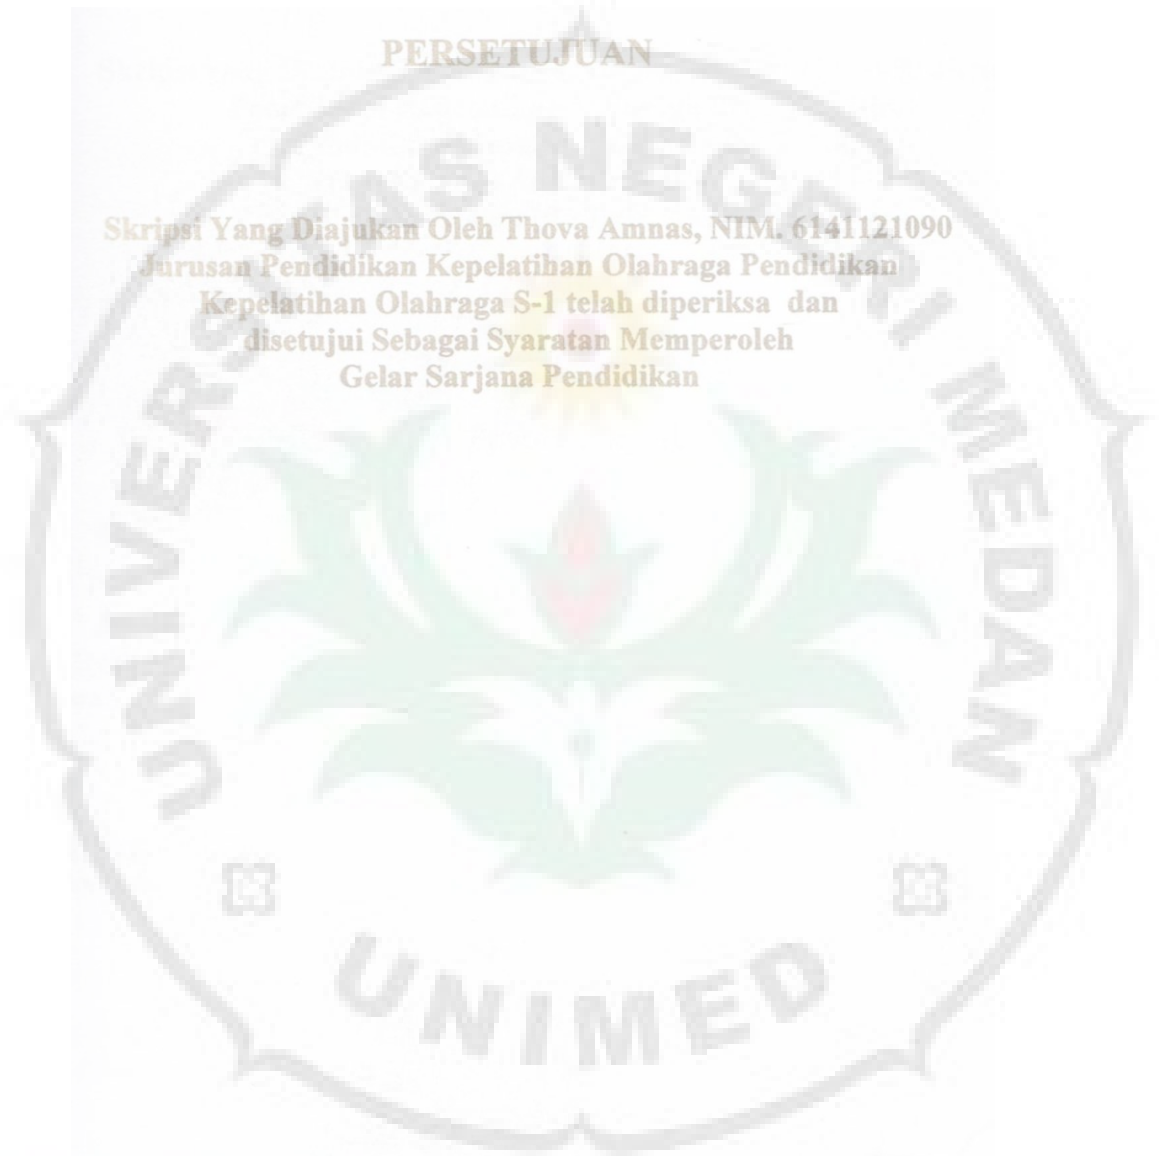 PERSETUJUAN
UNIVERSITAS NEGERI MEDAN
Skripsi Yang Diajukan Oleh Thova Amnas, NIM. 6141121090
Jurusan Pendidikan Kepelatihan Olahraga Pendidikan
Kepelatihan Olahraga S-1 telah diperiksa dan
disetujui Sebagai Syaratan Memperoleh
Gelar Sarjana Pendidikan
UNIMED